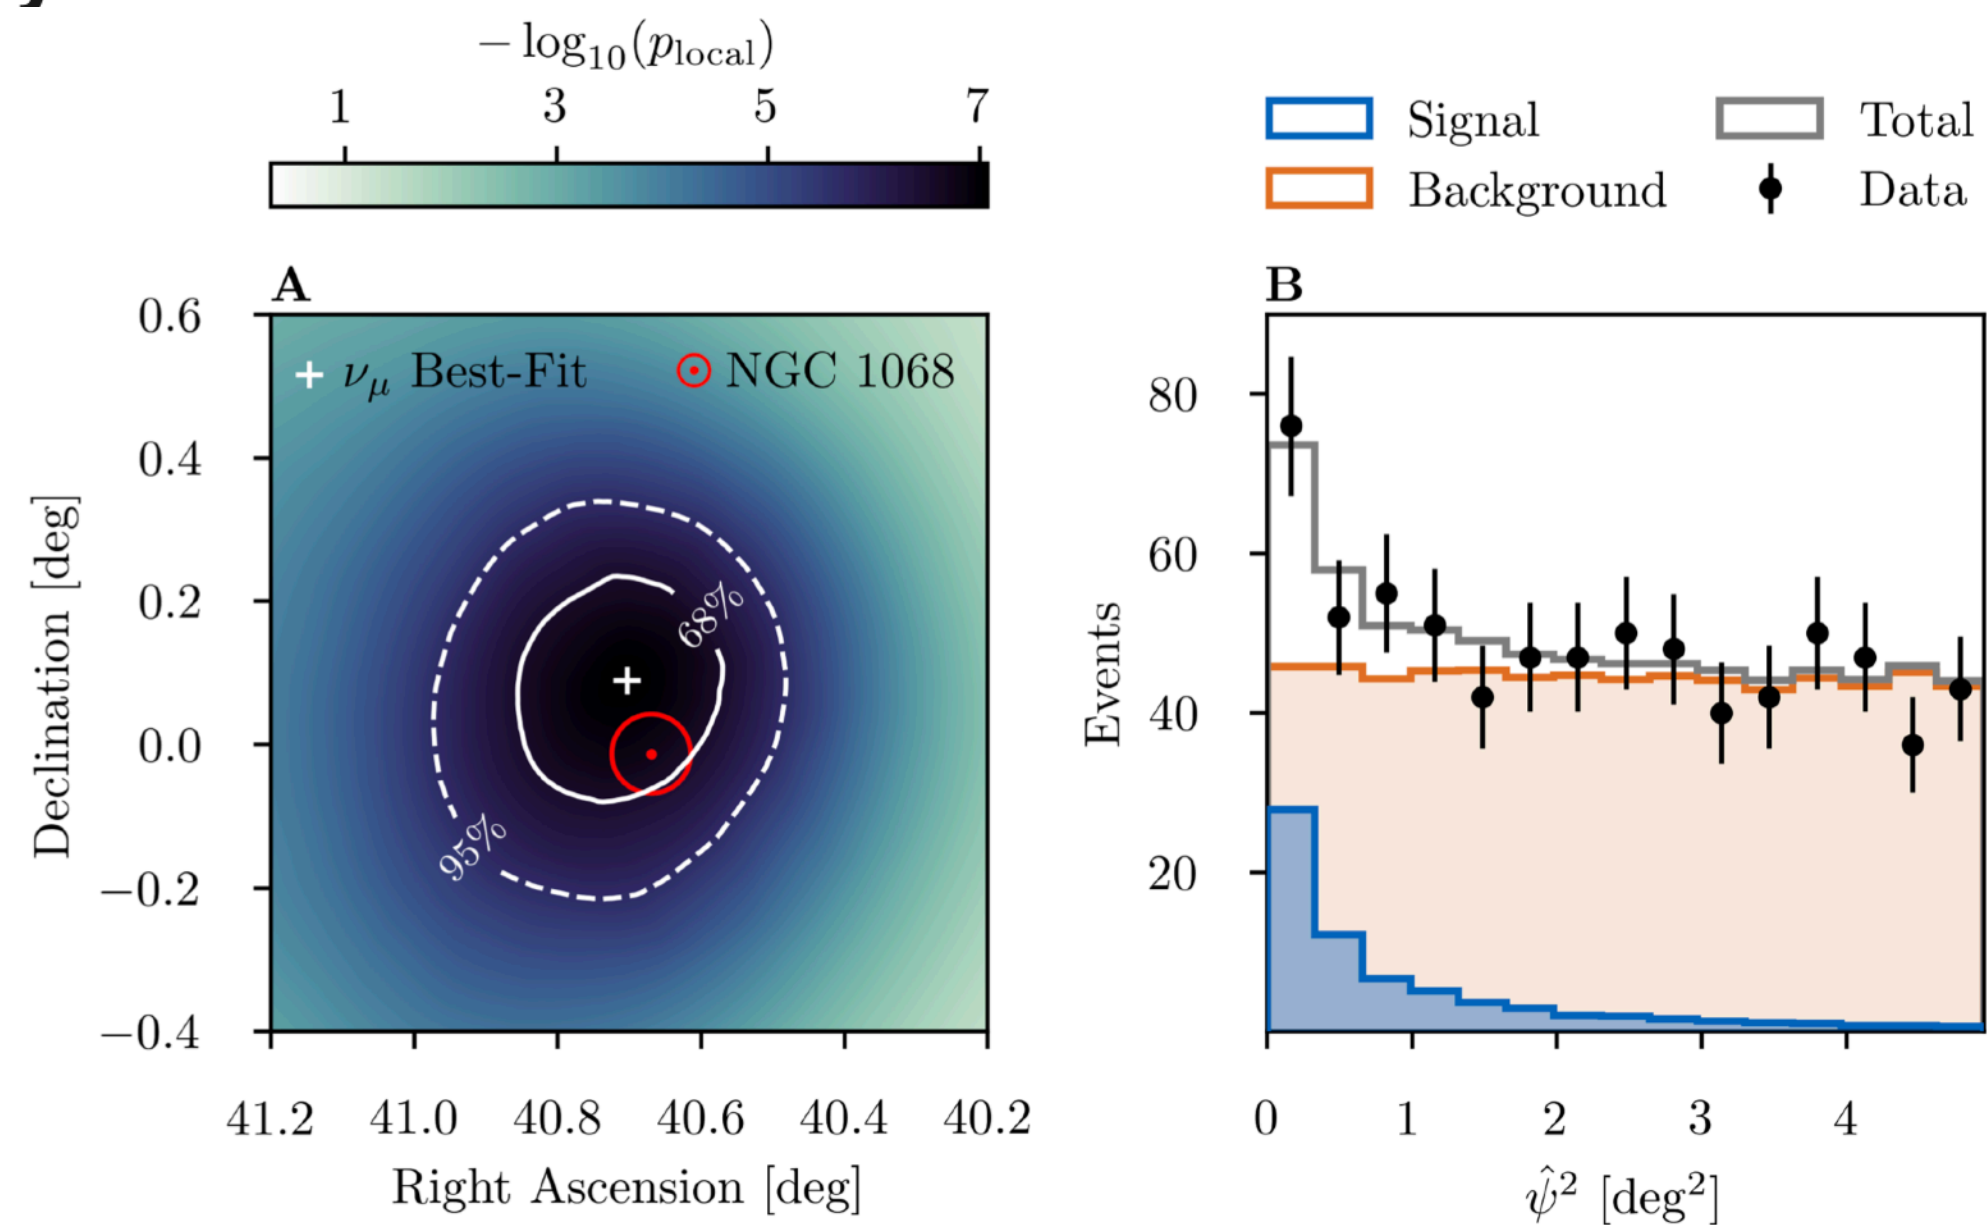 − log₁₀(p_local)
1 3 5 7
A
+ ν_μ Best-Fit NGC 1068
68%
95%
0.6
0.4
0.2
0.0
−0.2
−0.4
Declination [deg]
41.2 41.0 40.8 40.6 40.4 40.2
Right Ascension [deg]
Signal Total
Background Data
B
80
60
40
20
Events
0 1 2 3 4
ψ̂² [deg²]